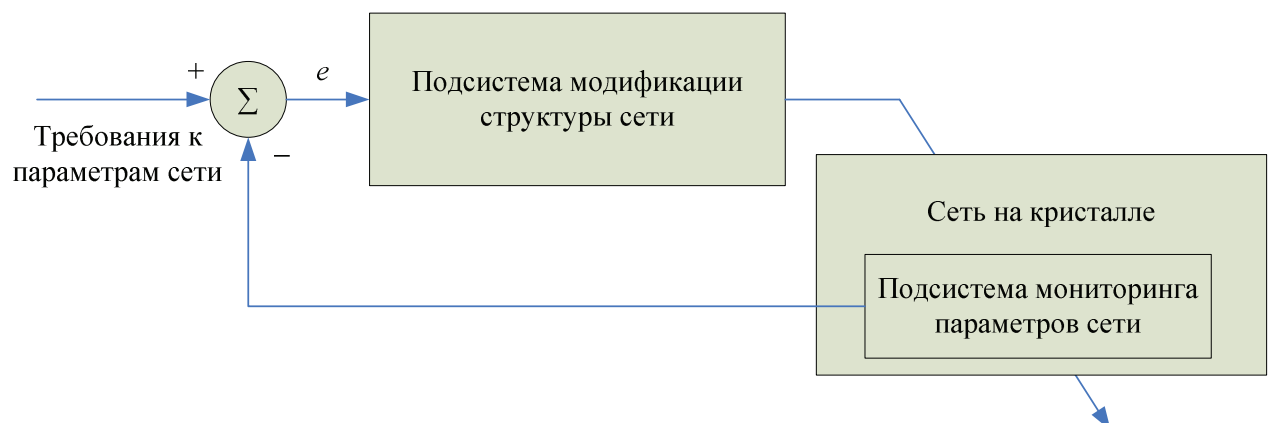 +
e
Σ
Подсистема модификации
структуры сети
Требования к
параметрам сети
–
Сеть на кристалле
Подсистема мониторинга
параметров сети